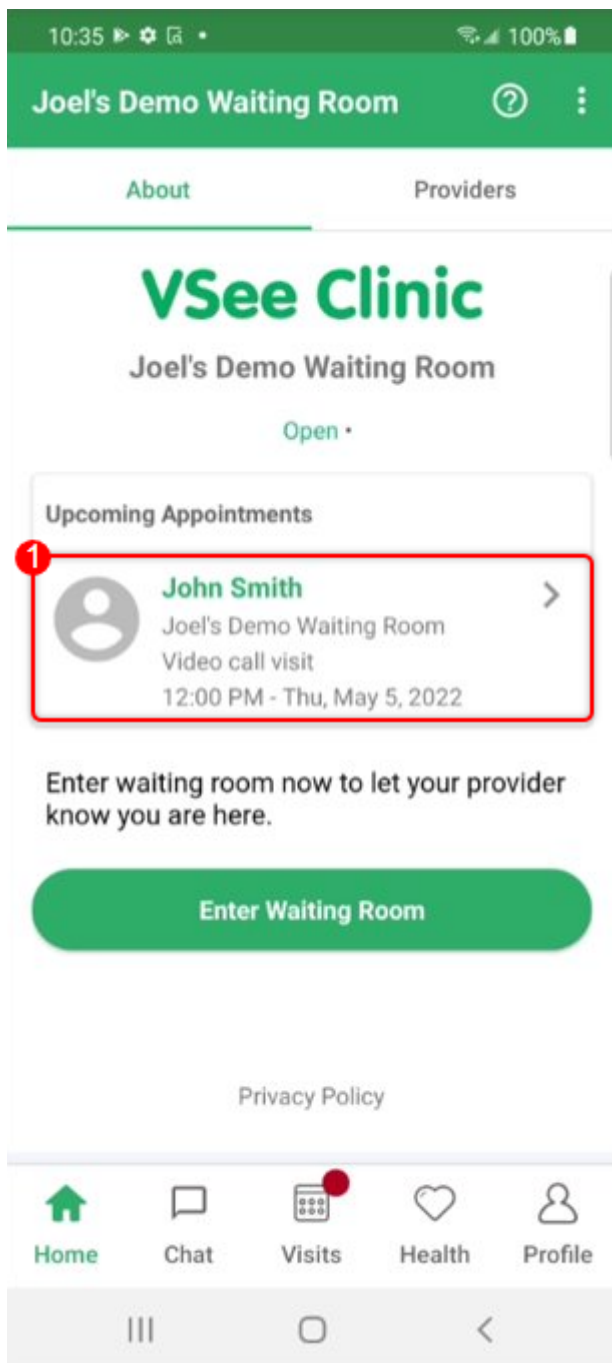 10:35 100%
Joel's Demo Waiting Room
About Providers
VSee Clinic
Joel's Demo Waiting Room
Open •
Upcoming Appointments
1
John Smith
Joel's Demo Waiting Room
Video call visit
12:00 PM - Thu, May 5, 2022
Enter waiting room now to let your provider
know you are here.
Enter Waiting Room
Privacy Policy
Home Chat Visits Health Profile